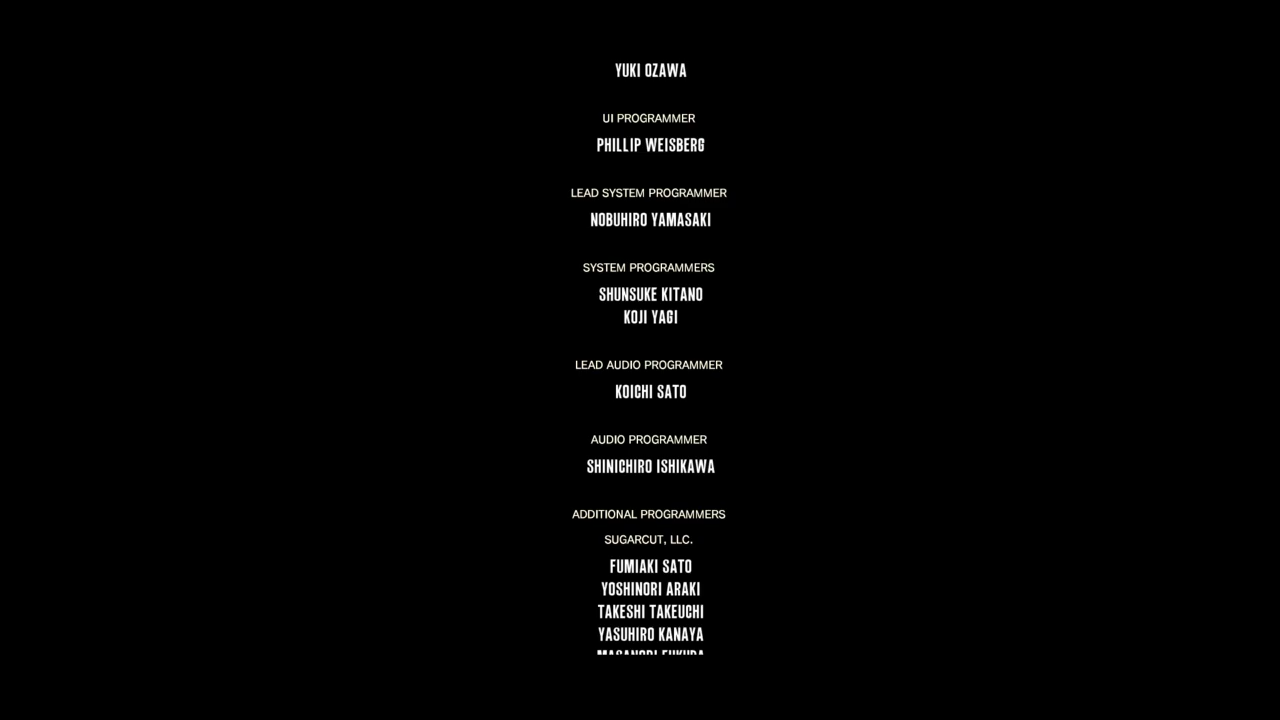 YUKI OZAWA
UI PROGRAMMER
PHILLIP WEISBERG
LEAD SYSTEM PROGRAMMER
NOBUHIRO YAMASAKI
SYSTEM PROGRAMMERS
SHUNSUKE KITANO
KOJI YAGI
LEAD AUDIO PROGRAMMER
KOICHI SATO
AUDIO PROGRAMMER
SHINICHIRO ISHIKAWA
ADDITIONAL PROGRAMMERS
SUGARCUT, LLC.
FUMIAKI SATO
YOSHINORI ARAKI
TAKESHI TAKEUCHI
YASUHIRO KANAYA